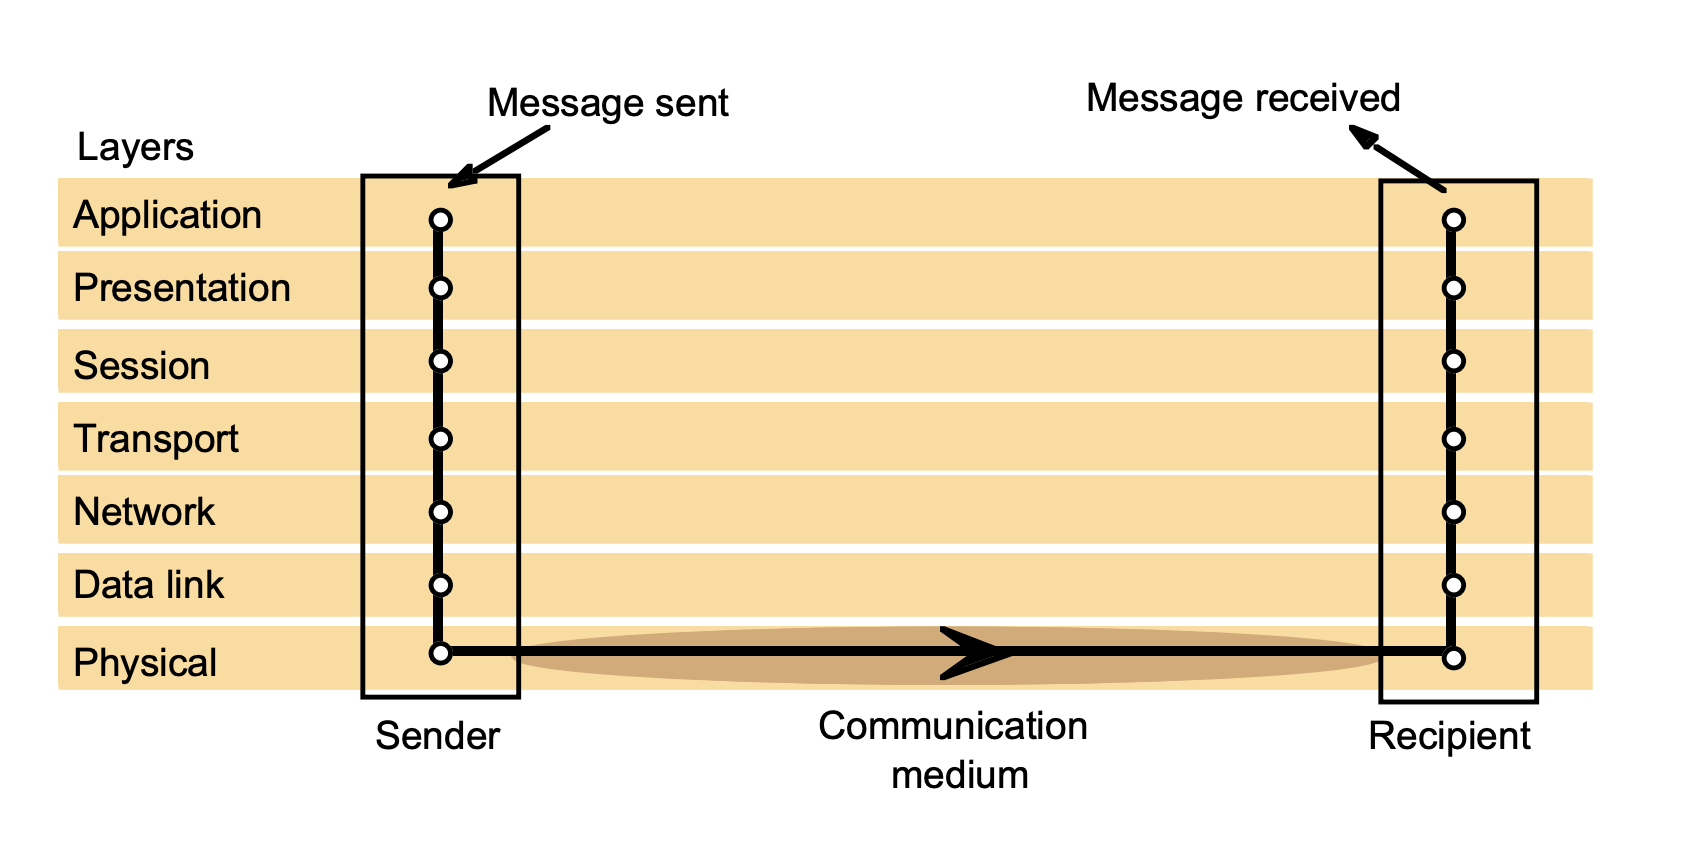 Message sent
Message received
Layers
Application
Presentation
Session
Transport
Network
Data link
Physical
Sender
Communication
medium
Recipient